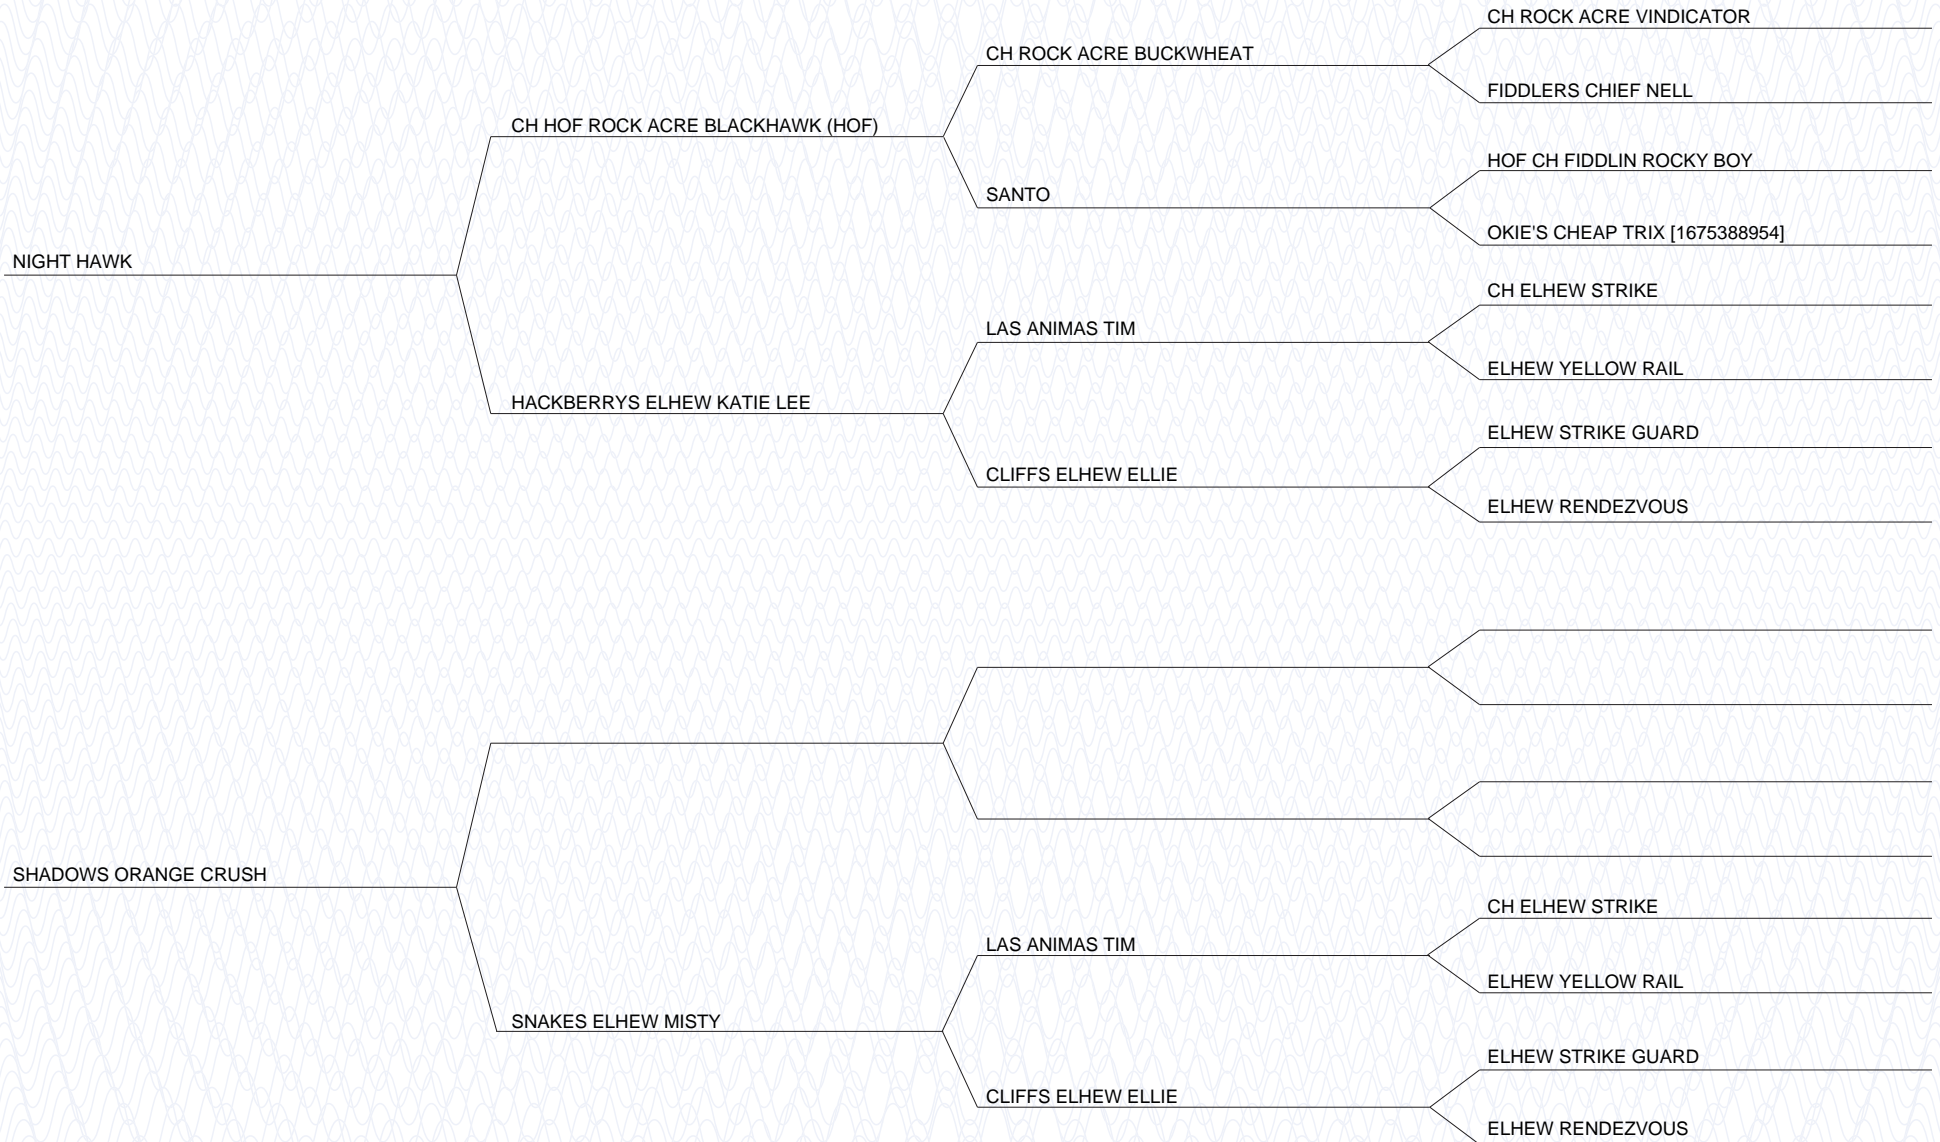 CH ROCK ACRE VINDICATOR
CH ROCK ACRE BUCKWHEAT
FIDDLERS CHIEF NELL
CH HOF ROCK ACRE BLACKHAWK (HOF)
HOF CH FIDDLIN ROCKY BOY
SANTO
OKIE'S CHEAP TRIX [1675388954]
NIGHT HAWK
CH ELHEW STRIKE
LAS ANIMAS TIM
ELHEW YELLOW RAIL
HACKBERRYS ELHEW KATIE LEE
ELHEW STRIKE GUARD
CLIFFS ELHEW ELLIE
ELHEW RENDEZVOUS
SHADOWS ORANGE CRUSH
CH ELHEW STRIKE
LAS ANIMAS TIM
ELHEW YELLOW RAIL
SNAKES ELHEW MISTY
ELHEW STRIKE GUARD
CLIFFS ELHEW ELLIE
ELHEW RENDEZVOUS